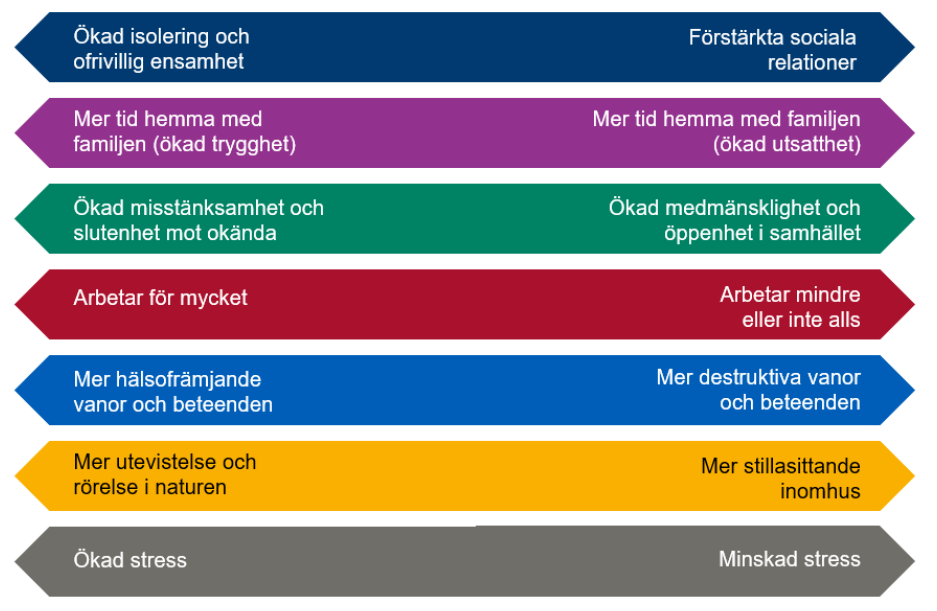 Ökad isolering och
ofrivillig ensamhet
Förstärkta sociala
relationer
Mer tid hemma med
familjen (ökad trygghet)
Mer tid hemma med familjen
(ökad utsatthet)
Ökad misstänksamhet och
slutenhet mot okända
Ökad medmänsklighet och
öppenhet i samhället
Arbetar för mycket
Arbetar mindre
eller inte alls
Mer hälsofrämjande
vanor och beteenden
Mer destruktiva vanor
och beteenden
Mer utevistelse och
rörelse i naturen
Mer stillasittande
inomhus
Ökad stress
Minskad stress